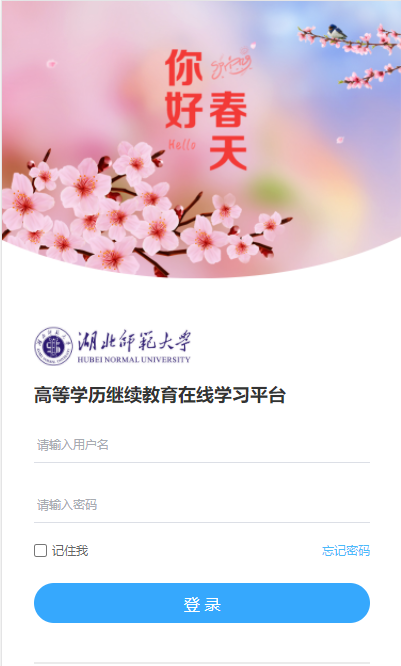 你好
春天
Spring
Hello
湖北师范大学
HUBEI NORMAL UNIVERSITY
高等学历继续教育在线学习平台
请输入用户名
请输入密码
记住我
忘记密码
登 录